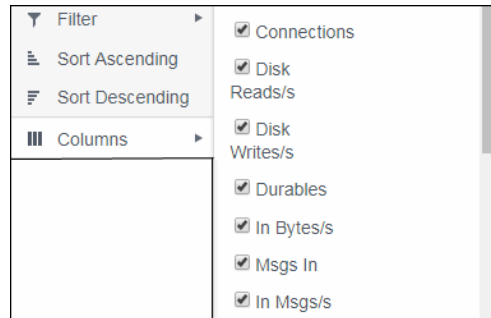 Filter
Sort Ascending
Sort Descending
Columns
Connections
Disk
Reads/s
Disk
Writes/s
Durables
In Bytes/s
Msgs In
In Msgs/s